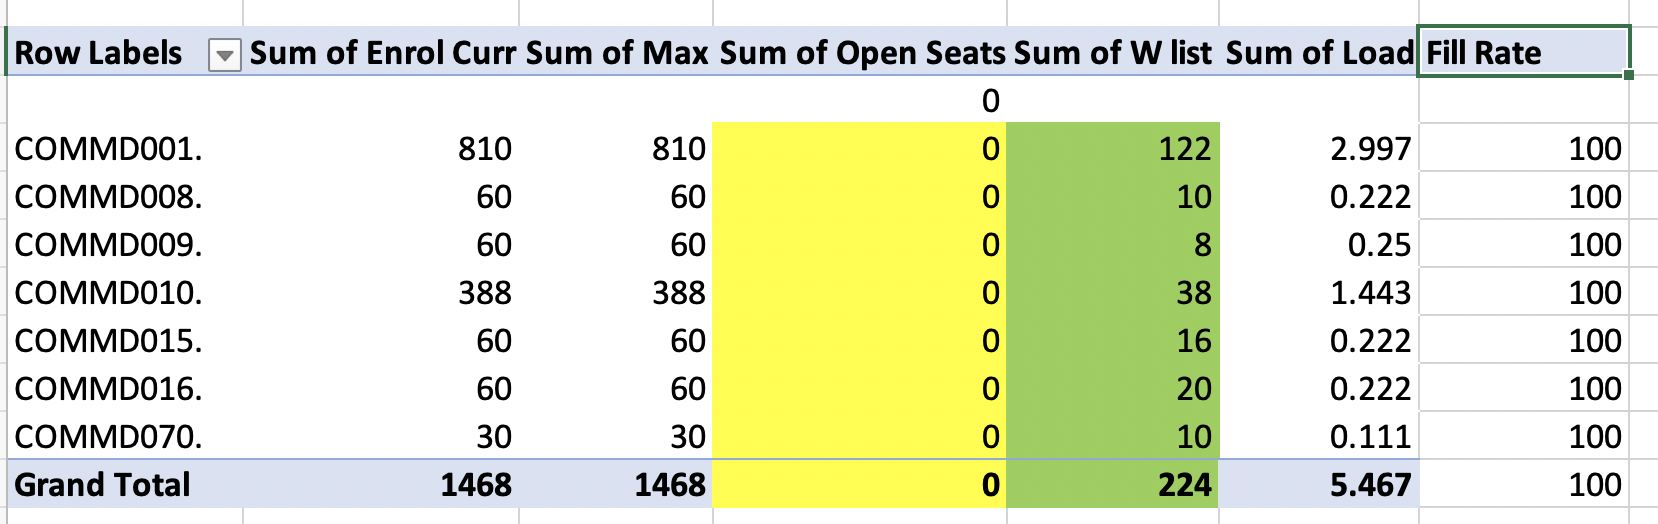 Row Labels Sum of Enrol Curr Sum of Max Sum of Open Seats Sum of W list Sum of Load Fill Rate
0
COMMD001. 810 810 0 122 2.997 100
COMMD008. 60 60 0 10 0.222 100
COMMD009. 60 60 0 8 0.25 100
COMMD010. 388 388 0 38 1.443 100
COMMD015. 60 60 0 16 0.222 100
COMMD016. 60 60 0 20 0.222 100
COMMD070. 30 30 0 10 0.111 100
Grand Total 1468 1468 0 224 5.467 100